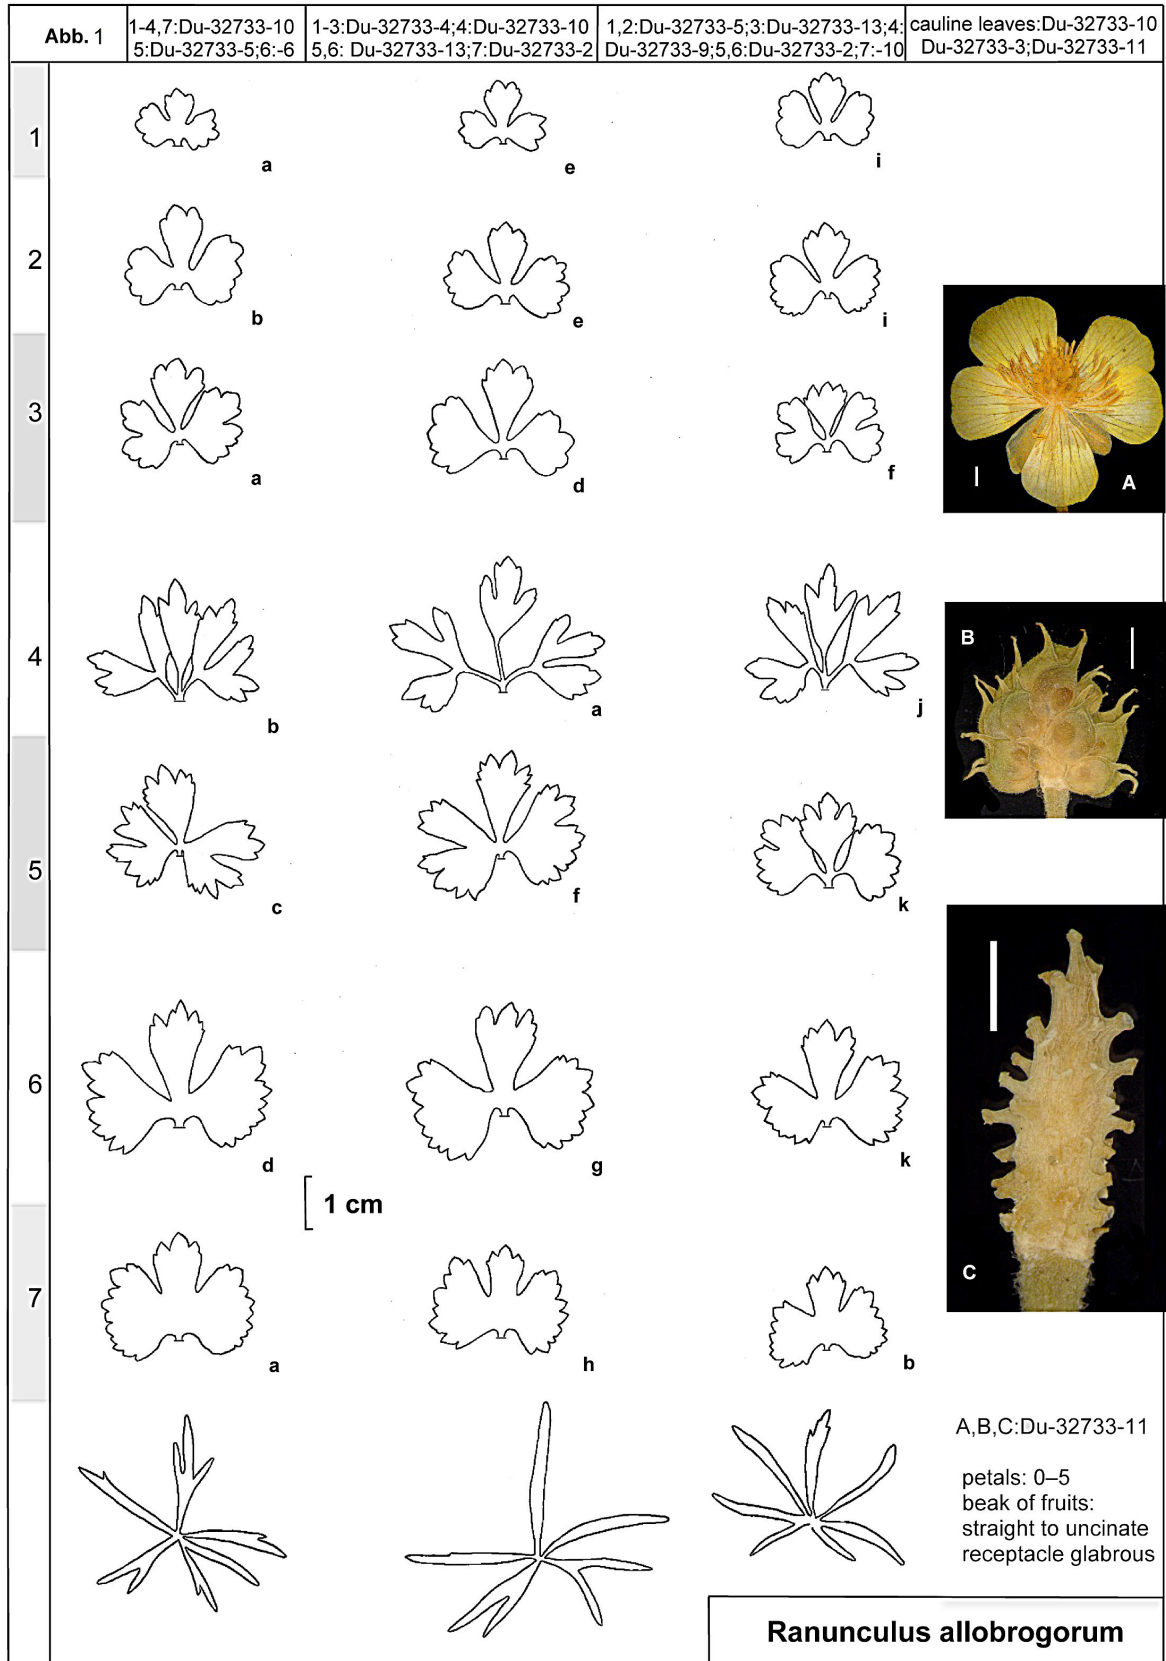 Abb. 1
1-4,7:Du-32733-10
5:Du-32733-5;6:-6
1-3:Du-32733-4;4:Du-32733-10
5,6: Du-32733-13;7:Du-32733-2
1,2:Du-32733-5;3:Du-32733-13;4:
Du-32733-9;5,6:Du-32733-2;7:-10
cauline leaves:Du-32733-10
Du-32733-3;Du-32733-11
1
a
e
i
2
b
e
i
3
a
d
f
A
4
b
a
j
B
5
c
f
k
6
d
g
k
1 cm
C
7
a
h
b
A,B,C:Du-32733-11
petals: 0–5
beak of fruits:
straight to uncinate
receptacle glabrous
Ranunculus allobrogorum